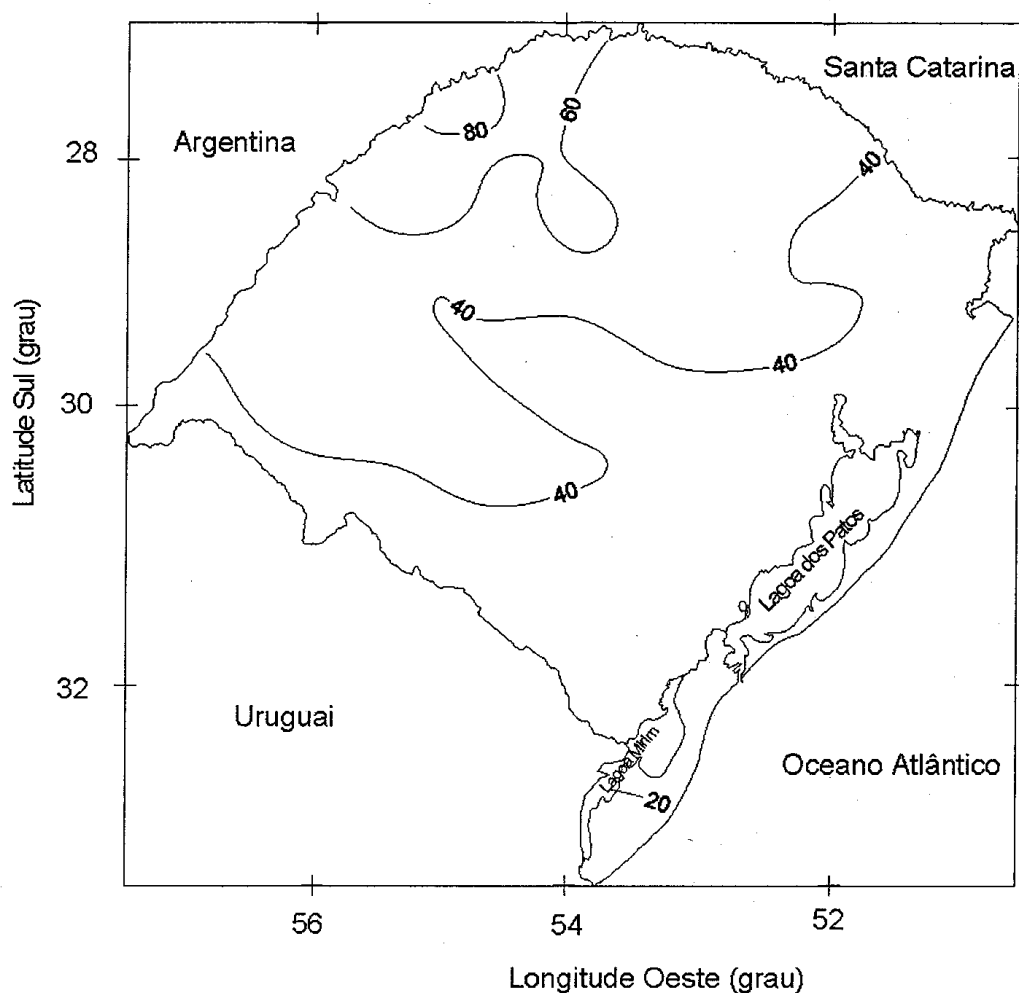 Santa Catarina
Argentina
80
60
40
28
40
40
30
40
Lagoa dos Patos
32
Uruguai
Lagoa Mirim
20
Oceano Atlântico
56
54
52
Latitude Sul (grau)
Longitude Oeste (grau)